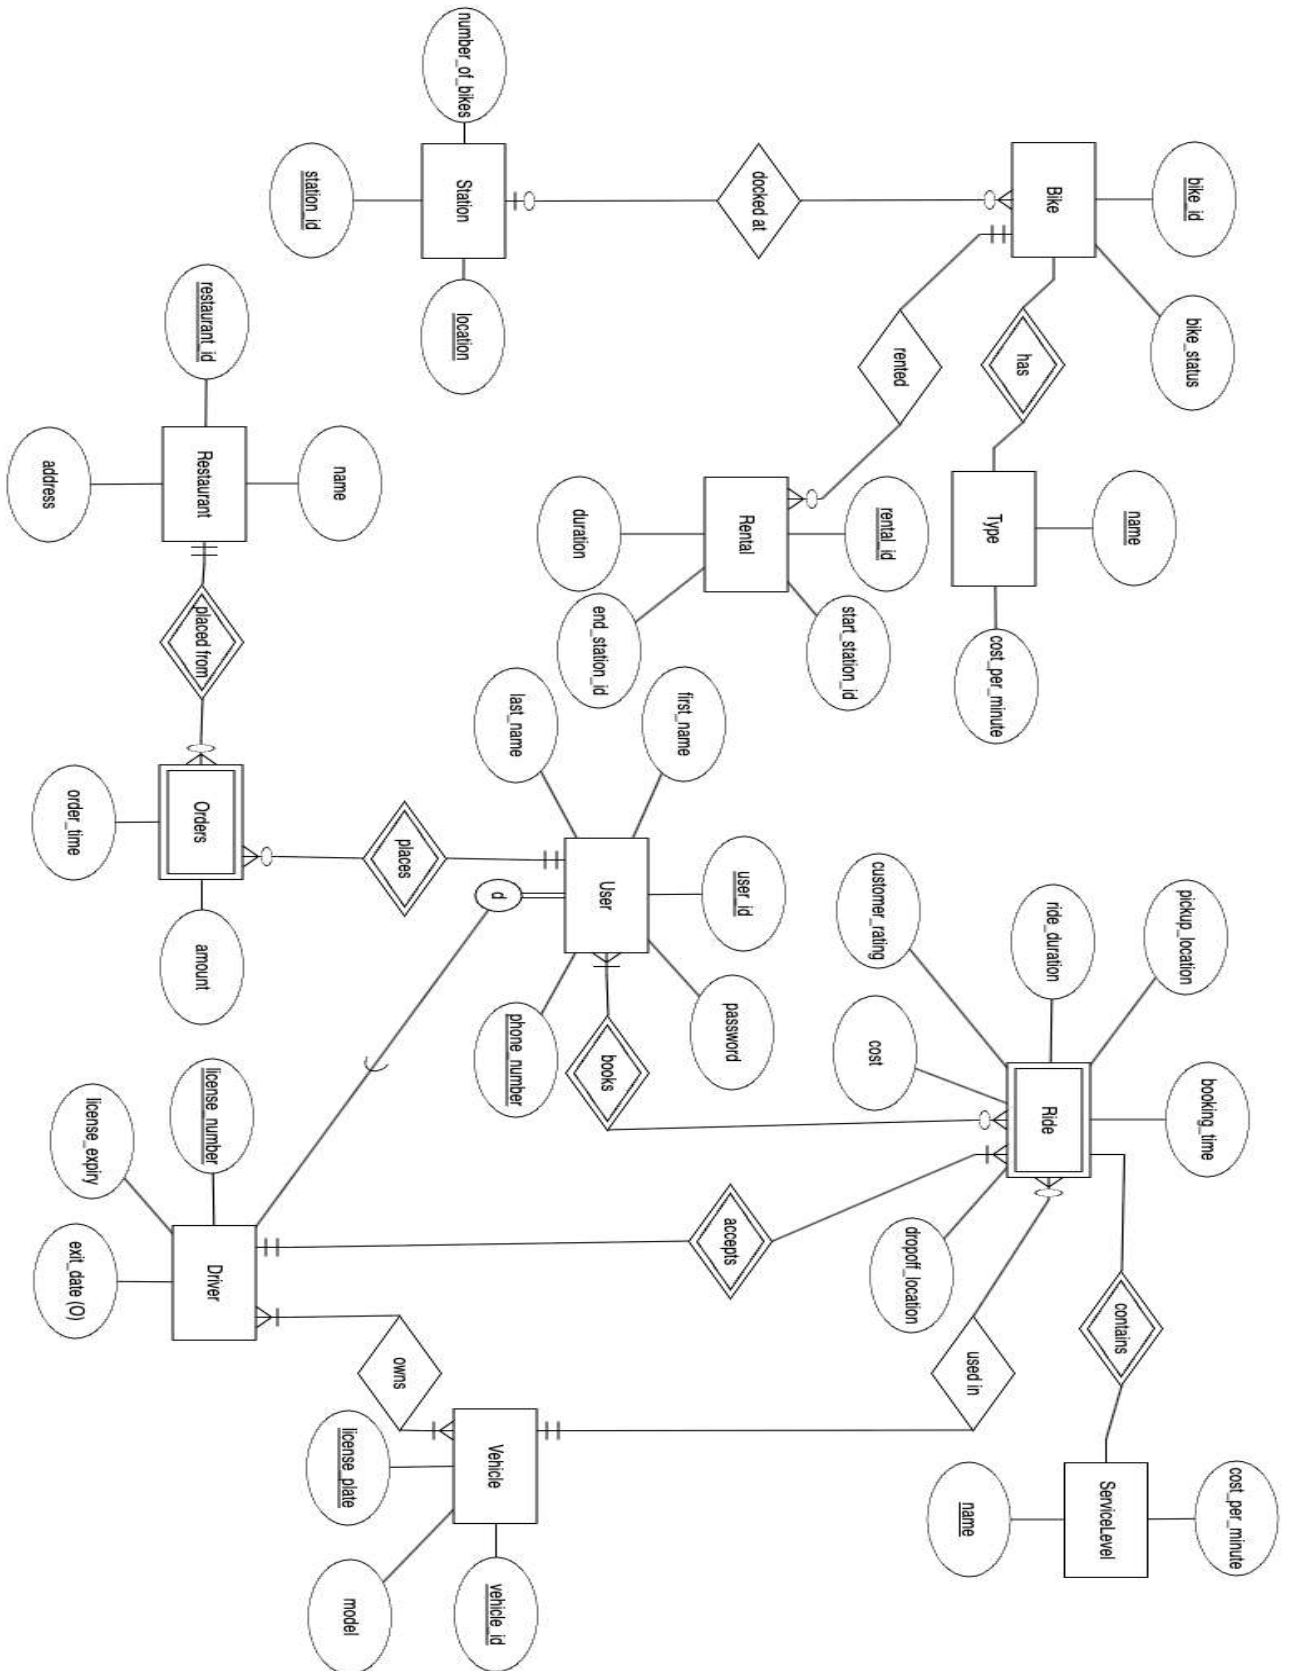 number_of_bikes
Station
station_id
location
docked at
Bike
bike_id
bike_status
rented
has
Type
name
cost_per_minute
Rental
rental_id
duration
start_station_id
end_station_id
restaurant_id
Restaurant
name
address
placed from
Orders
order_time
amount
places
first_name
last_name
User
user_id
password
phone_number
d
books
pickup_location
ride_duration
customer_rating
cost
Ride
booking_time
dropoff_location
accepts
contains
used in
license_number
license_expiry
exit_date (O)
Driver
owns
Vehicle
license_plate
model
vehicle_id
ServiceLevel
cost_per_minute
name